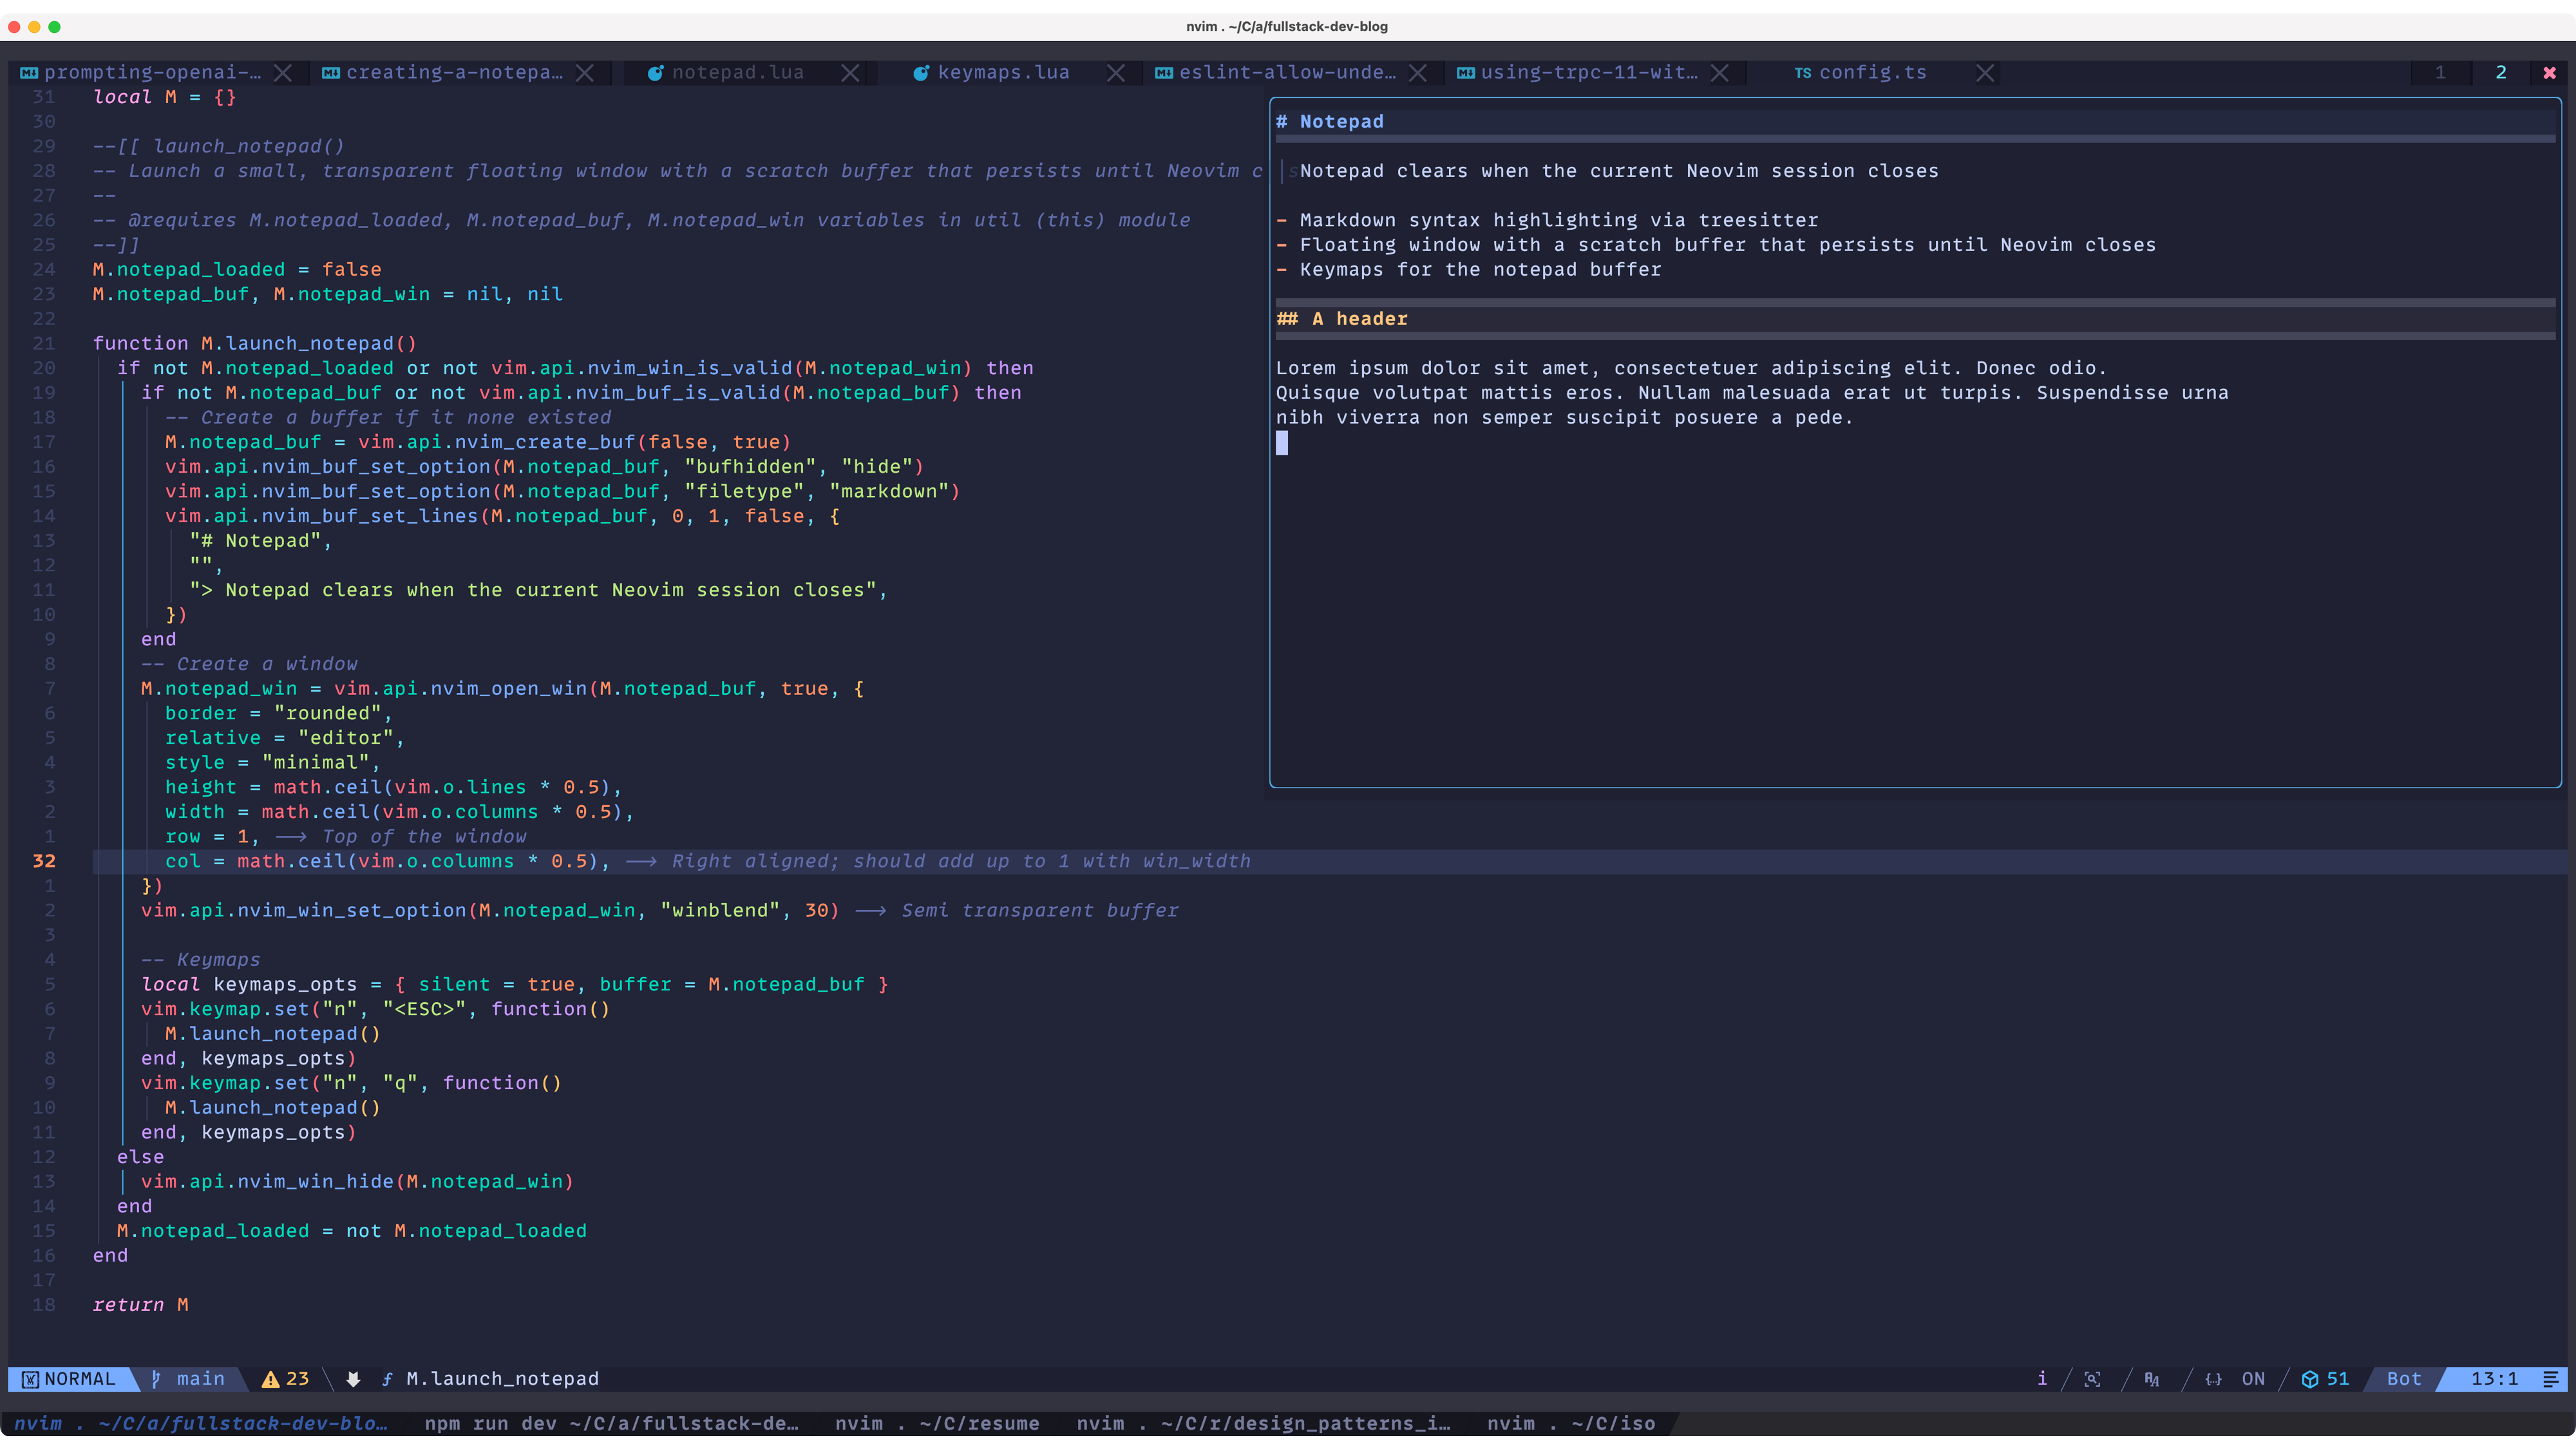 nvim . ~/C/a/fullstack-dev-blog
prompting-openai-… creating-a-notepa… notepad.lua keymaps.lua eslint-allow-unde… using-trpc-11-wit… TS config.ts 1 2
31 local M = {}
30
29 --[[ launch_notepad()
28 -- Launch a small, transparent floating window with a scratch buffer that persists until Neovim c
27 --
26 -- @requires M.notepad_loaded, M.notepad_buf, M.notepad_win variables in util (this) module
25 --]]
24 M.notepad_loaded = false
23 M.notepad_buf, M.notepad_win = nil, nil
22
21 function M.launch_notepad()
20 if not M.notepad_loaded or not vim.api.nvim_win_is_valid(M.notepad_win) then
19 if not M.notepad_buf or not vim.api.nvim_buf_is_valid(M.notepad_buf) then
18 -- Create a buffer if it none existed
17 M.notepad_buf = vim.api.nvim_create_buf(false, true)
16 vim.api.nvim_buf_set_option(M.notepad_buf, "bufhidden", "hide")
15 vim.api.nvim_buf_set_option(M.notepad_buf, "filetype", "markdown")
14 vim.api.nvim_buf_set_lines(M.notepad_buf, 0, 1, false, {
13 "# Notepad",
12 "",
11 "> Notepad clears when the current Neovim session closes",
10 })
9 end
8 -- Create a window
7 M.notepad_win = vim.api.nvim_open_win(M.notepad_buf, true, {
6 border = "rounded",
5 relative = "editor",
4 style = "minimal",
3 height = math.ceil(vim.o.lines * 0.5),
2 width = math.ceil(vim.o.columns * 0.5),
1 row = 1, --> Top of the window
32 col = math.ceil(vim.o.columns * 0.5), --> Right aligned; should add up to 1 with win_width
1 })
2 vim.api.nvim_win_set_option(M.notepad_win, "winblend", 30) --> Semi transparent buffer
3
4 -- Keymaps
5 local keymaps_opts = { silent = true, buffer = M.notepad_buf }
6 vim.keymap.set("n", "<ESC>", function()
7 M.launch_notepad()
8 end, keymaps_opts)
9 vim.keymap.set("n", "q", function()
10 M.launch_notepad()
11 end, keymaps_opts)
12 else
13 vim.api.nvim_win_hide(M.notepad_win)
14 end
15 M.notepad_loaded = not M.notepad_loaded
16 end
17
18 return M
# Notepad
Notepad clears when the current Neovim session closes
- Markdown syntax highlighting via treesitter
- Floating window with a scratch buffer that persists until Neovim closes
- Keymaps for the notepad buffer
## A header
Lorem ipsum dolor sit amet, consectetuer adipiscing elit. Donec odio.
Quisque volutpat mattis eros. Nullam malesuada erat ut turpis. Suspendisse urna
nibh viverra non semper suscipit posuere a pede.
NORMAL main 23 M.launch_notepad i ON 51 Bot 13:1
nvim . ~/C/a/fullstack-dev-blo… npm run dev ~/C/a/fullstack-de… nvim . ~/C/resume nvim . ~/C/r/design_patterns_i… nvim . ~/C/iso